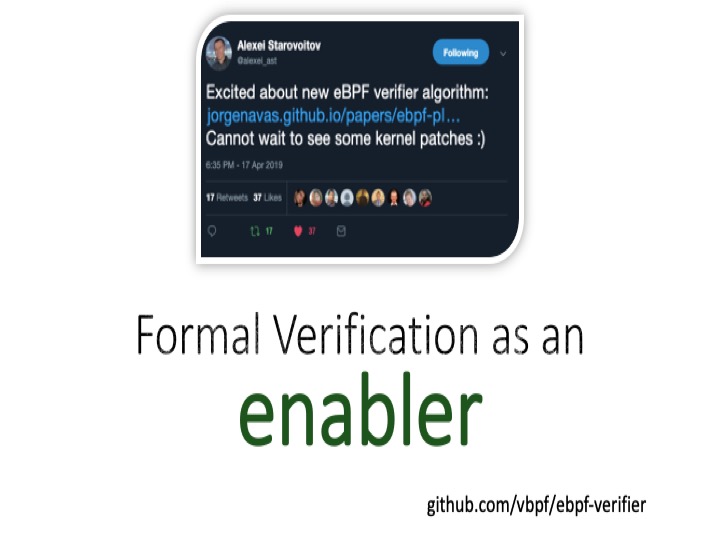 Alexei Starovoitov
@alexei_ast
Following
Excited about new eBPF verifier algorithm:
jorgenavas.github.io/papers/ebpf-pl…
Cannot wait to see some kernel patches :)
6:35 PM - 17 Apr 2019
17 Retweets 37 Likes
17 37
Formal Verification as an
enabler
github.com/vbpf/ebpf-verifier